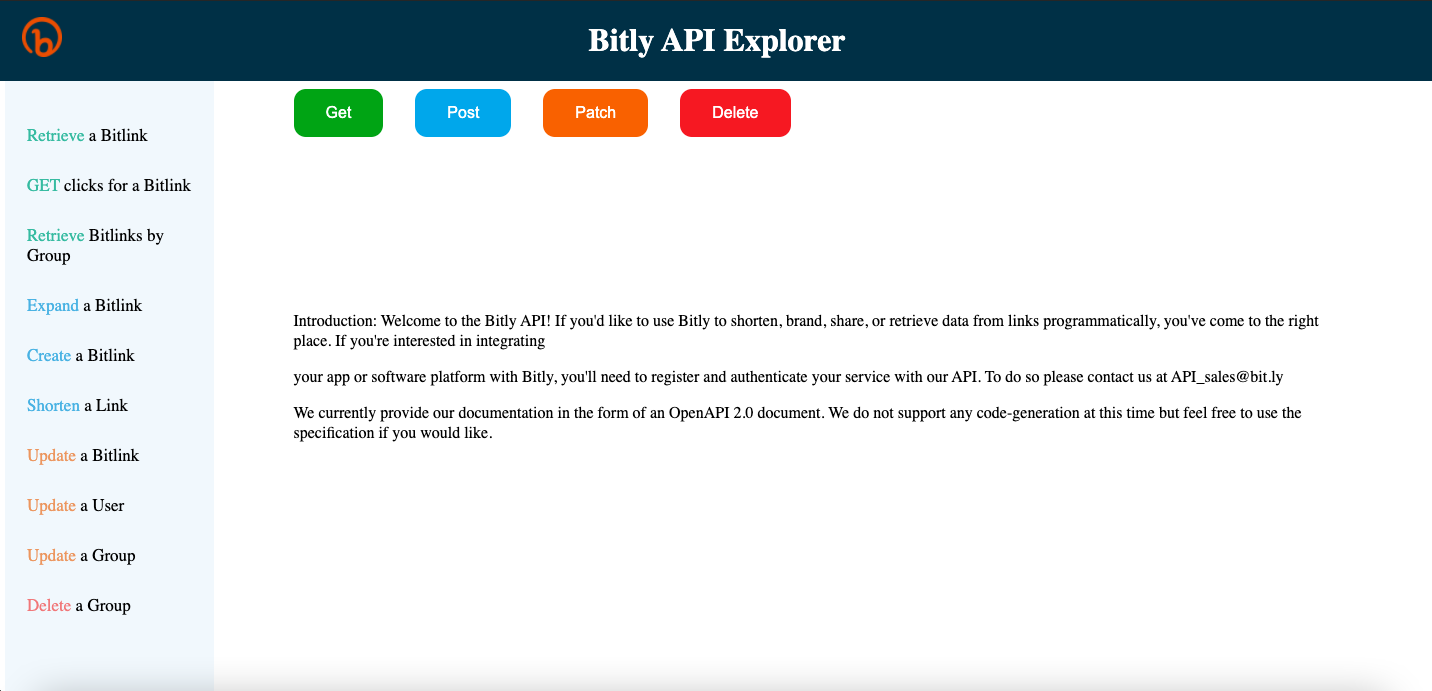 Bitly API Explorer
Get
Post
Patch
Delete
Retrieve a Bitlink
GET clicks for a Bitlink
Retrieve Bitlinks by
Group
Expand a Bitlink
Create a Bitlink
Shorten a Link
Update a Bitlink
Update a User
Update a Group
Delete a Group
Introduction: Welcome to the Bitly API! If you'd like to use Bitly to shorten, brand, share, or retrieve data from links programmatically, you've come to the right
place. If you're interested in integrating
your app or software platform with Bitly, you'll need to register and authenticate your service with our API. To do so please contact us at API_sales@bit.ly
We currently provide our documentation in the form of an OpenAPI 2.0 document. We do not support any code-generation at this time but feel free to use the
specification if you would like.